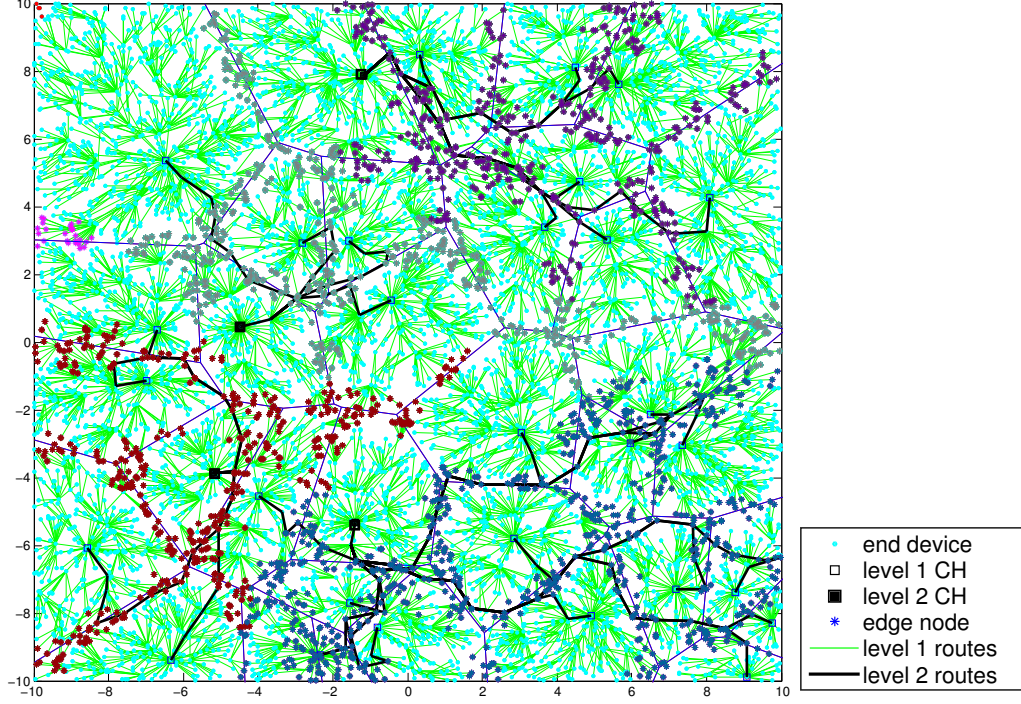 10
8
6
4
2
0
−2
−4
−6
−8
−10
−10 −8 −6 −4 −2 0 2 4 6 8 10
end device
level 1 CH
level 2 CH
edge node
level 1 routes
level 2 routes